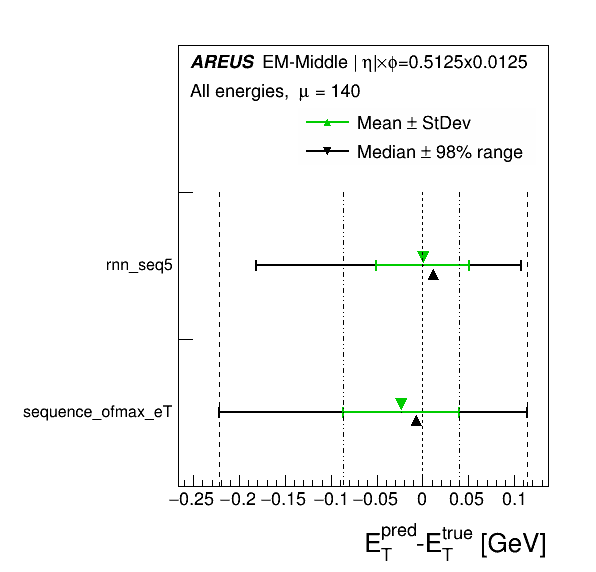 AREUS EM-Middle | η|×ϕ=0.5125x0.0125
All energies, μ = 140
Mean ± StDev
Median ± 98% range
rnn_seq5
sequence_ofmax_eT
−0.25 −0.2 −0.15 −0.1 −0.05 0 0.05 0.1
E_T^pred-E_T^true [GeV]